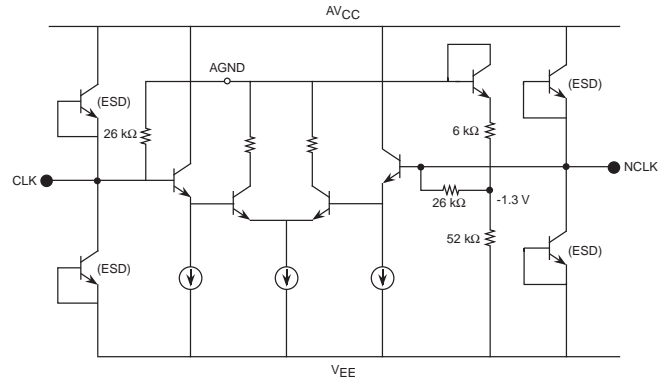 AVCC
AGND
(ESD)
(ESD)
26 kΩ
6 kΩ
CLK
NCLK
26 kΩ
-1.3 V
52 kΩ
(ESD)
(ESD)
VEE